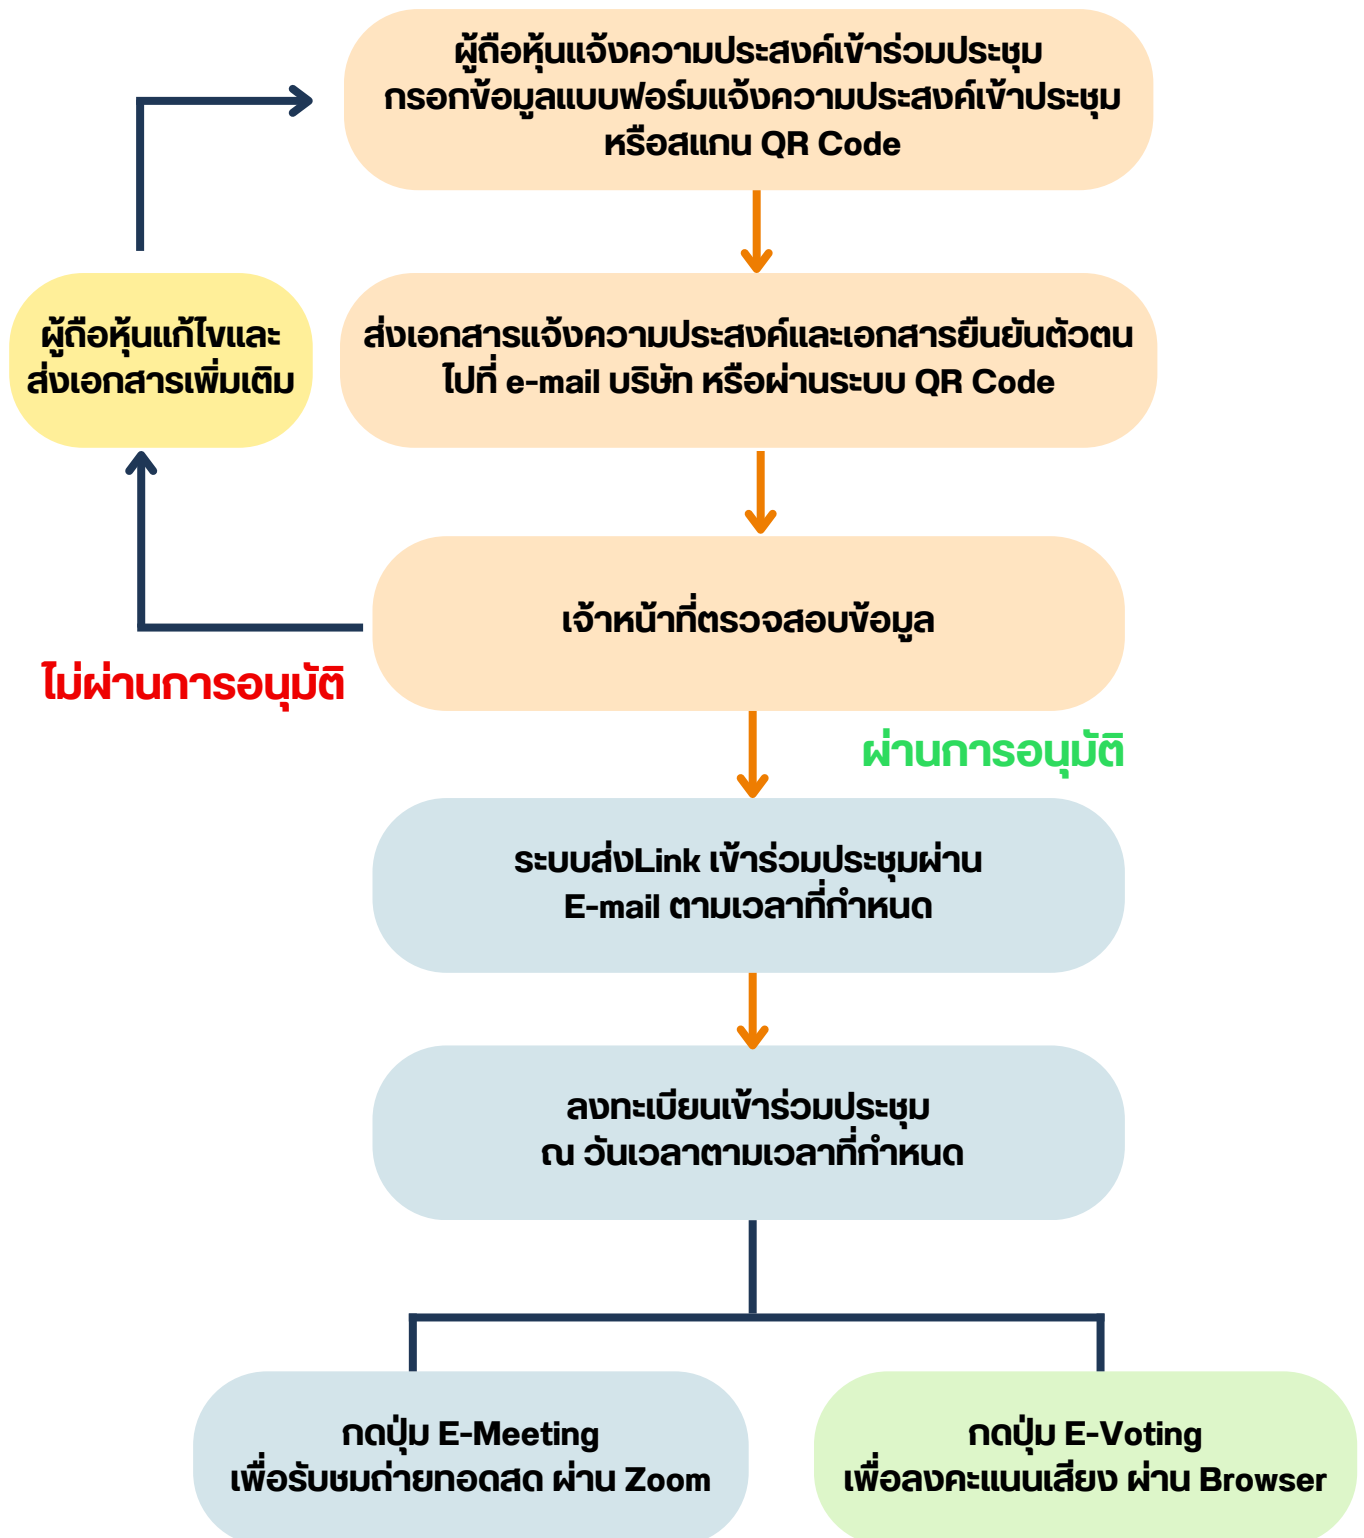 ผู้ถือหุ้นแจ้งความประสงค์เข้าร่วมประชุม
กรอกข้อมูลแบบฟอร์มแจ้งความประสงค์เข้าประชุม
หรือสแกน QR Code
ผู้ถือหุ้นแก้ไขและ
ส่งเอกสารเพิ่มเติม
ส่งเอกสารแจ้งความประสงค์และเอกสารยืนยันตัวตน
ไปที่ e-mail บริษัท หรือผ่านระบบ QR Code
เจ้าหน้าที่ตรวจสอบข้อมูล
ไม่ผ่านการอนุมัติ
ผ่านการอนุมัติ
ระบบส่งLink เข้าร่วมประชุมผ่าน
E-mail ตามเวลาที่กำหนด
ลงทะเบียนเข้าร่วมประชุม
ณ วันเวลาตามเวลาที่กำหนด
กดปุ่ม E-Meeting
เพื่อรับชมถ่ายทอดสด ผ่าน Zoom
กดปุ่ม E-Voting
เพื่อลงคะแนนเสียง ผ่าน Browser